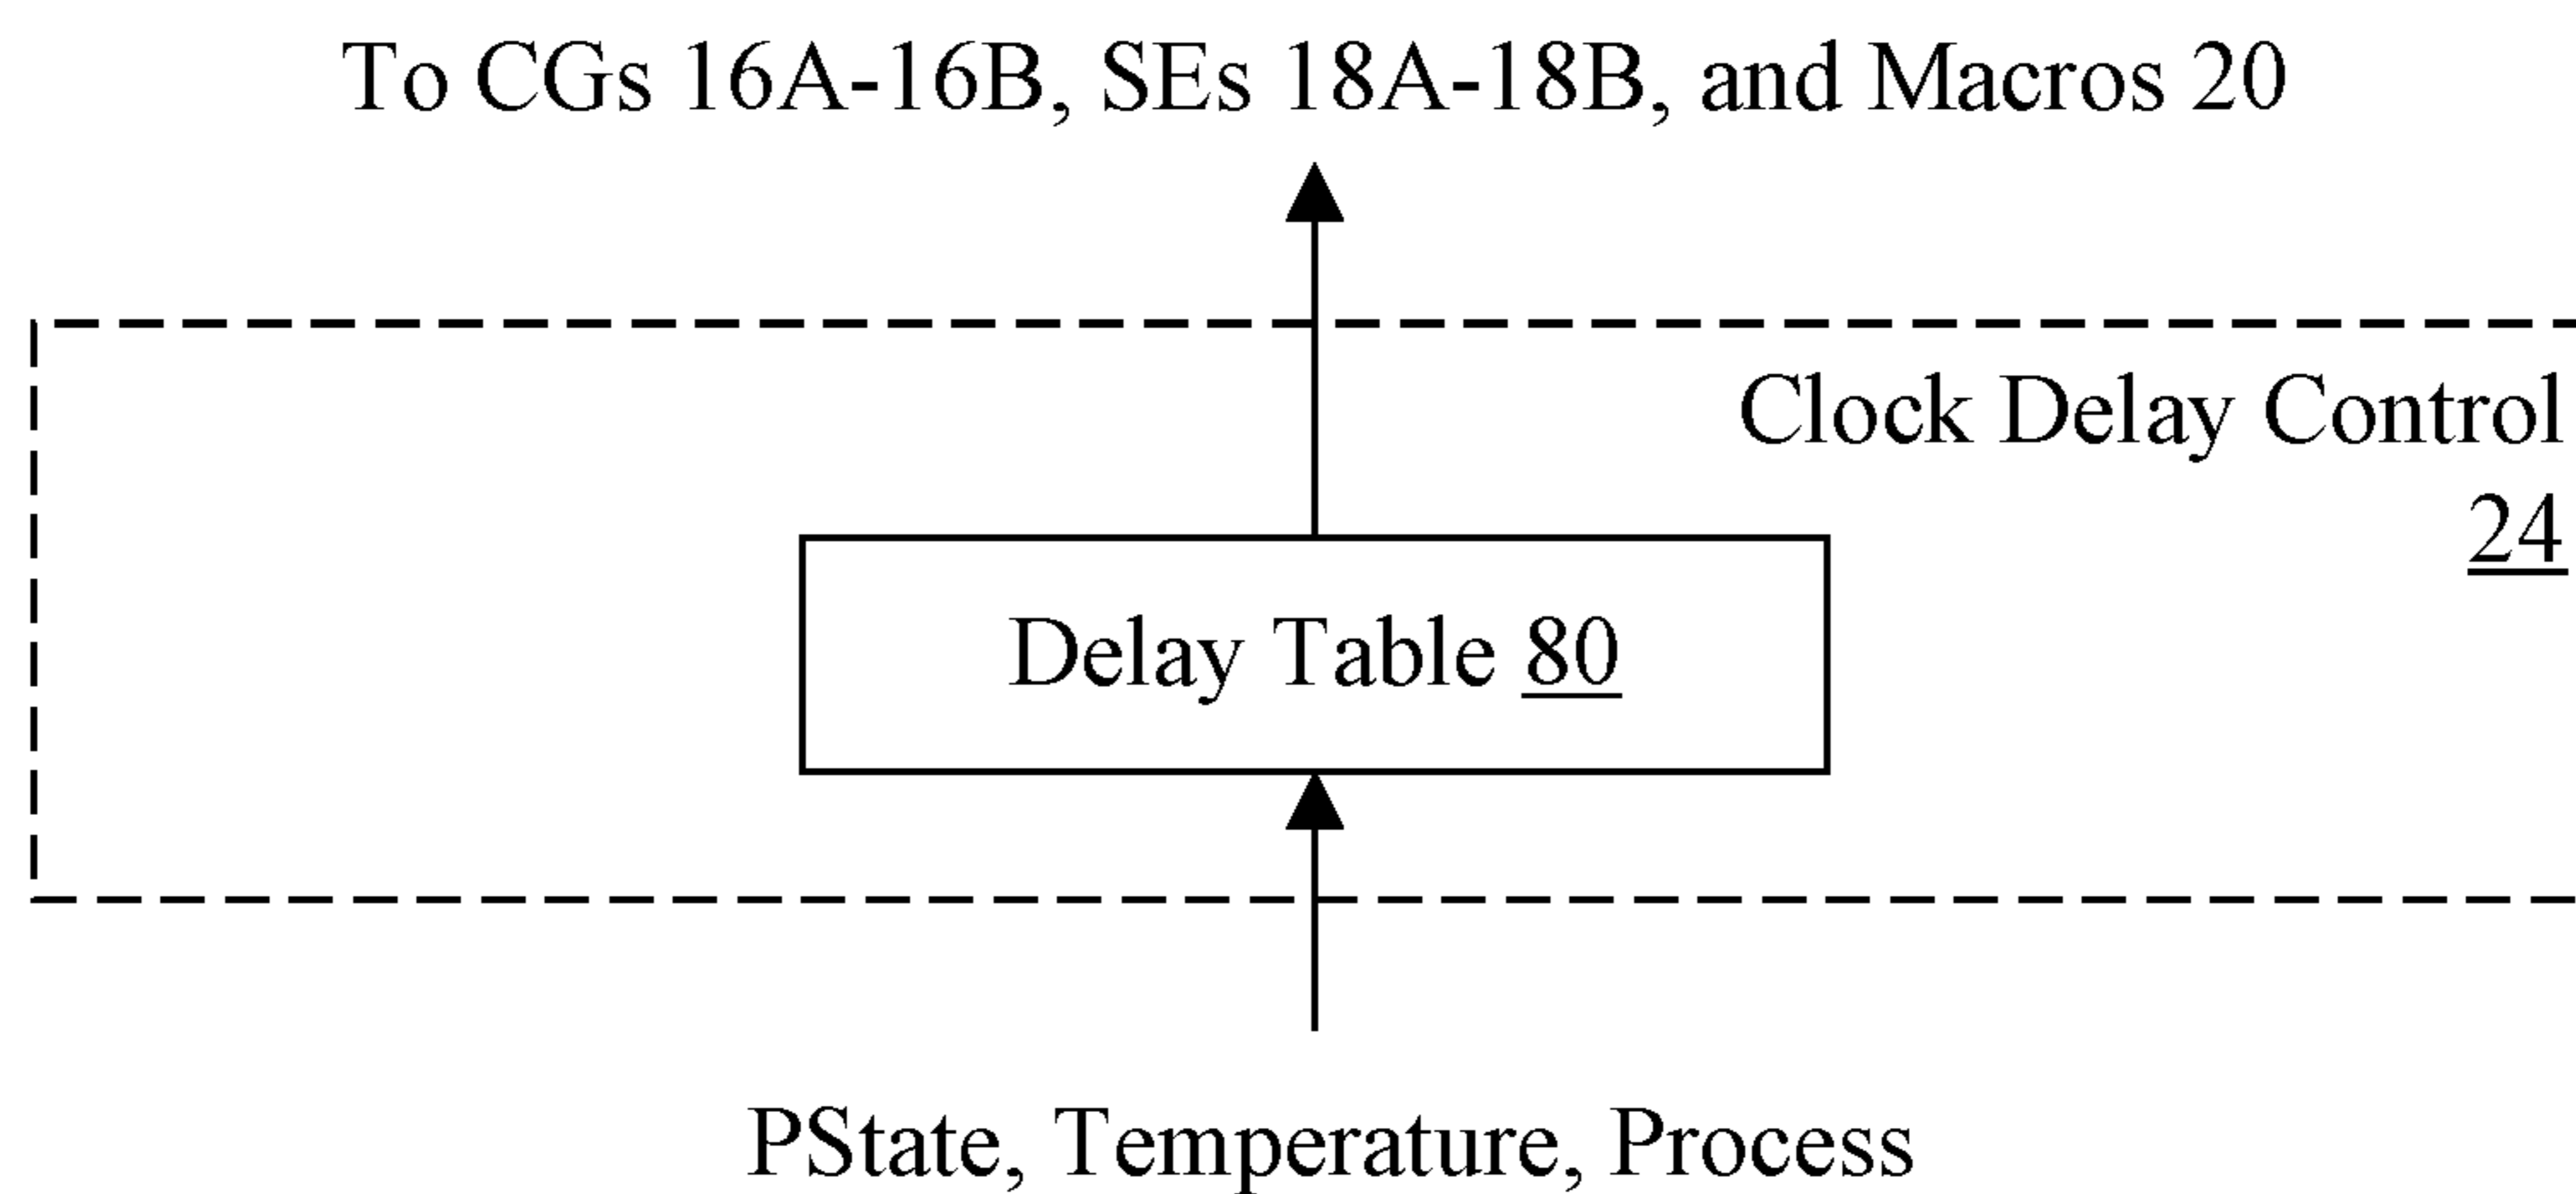 To CGs 16A-16B, SEs 18A-18B, and Macros 20
Clock Delay Control
24
Delay Table 80
PState, Temperature, Process